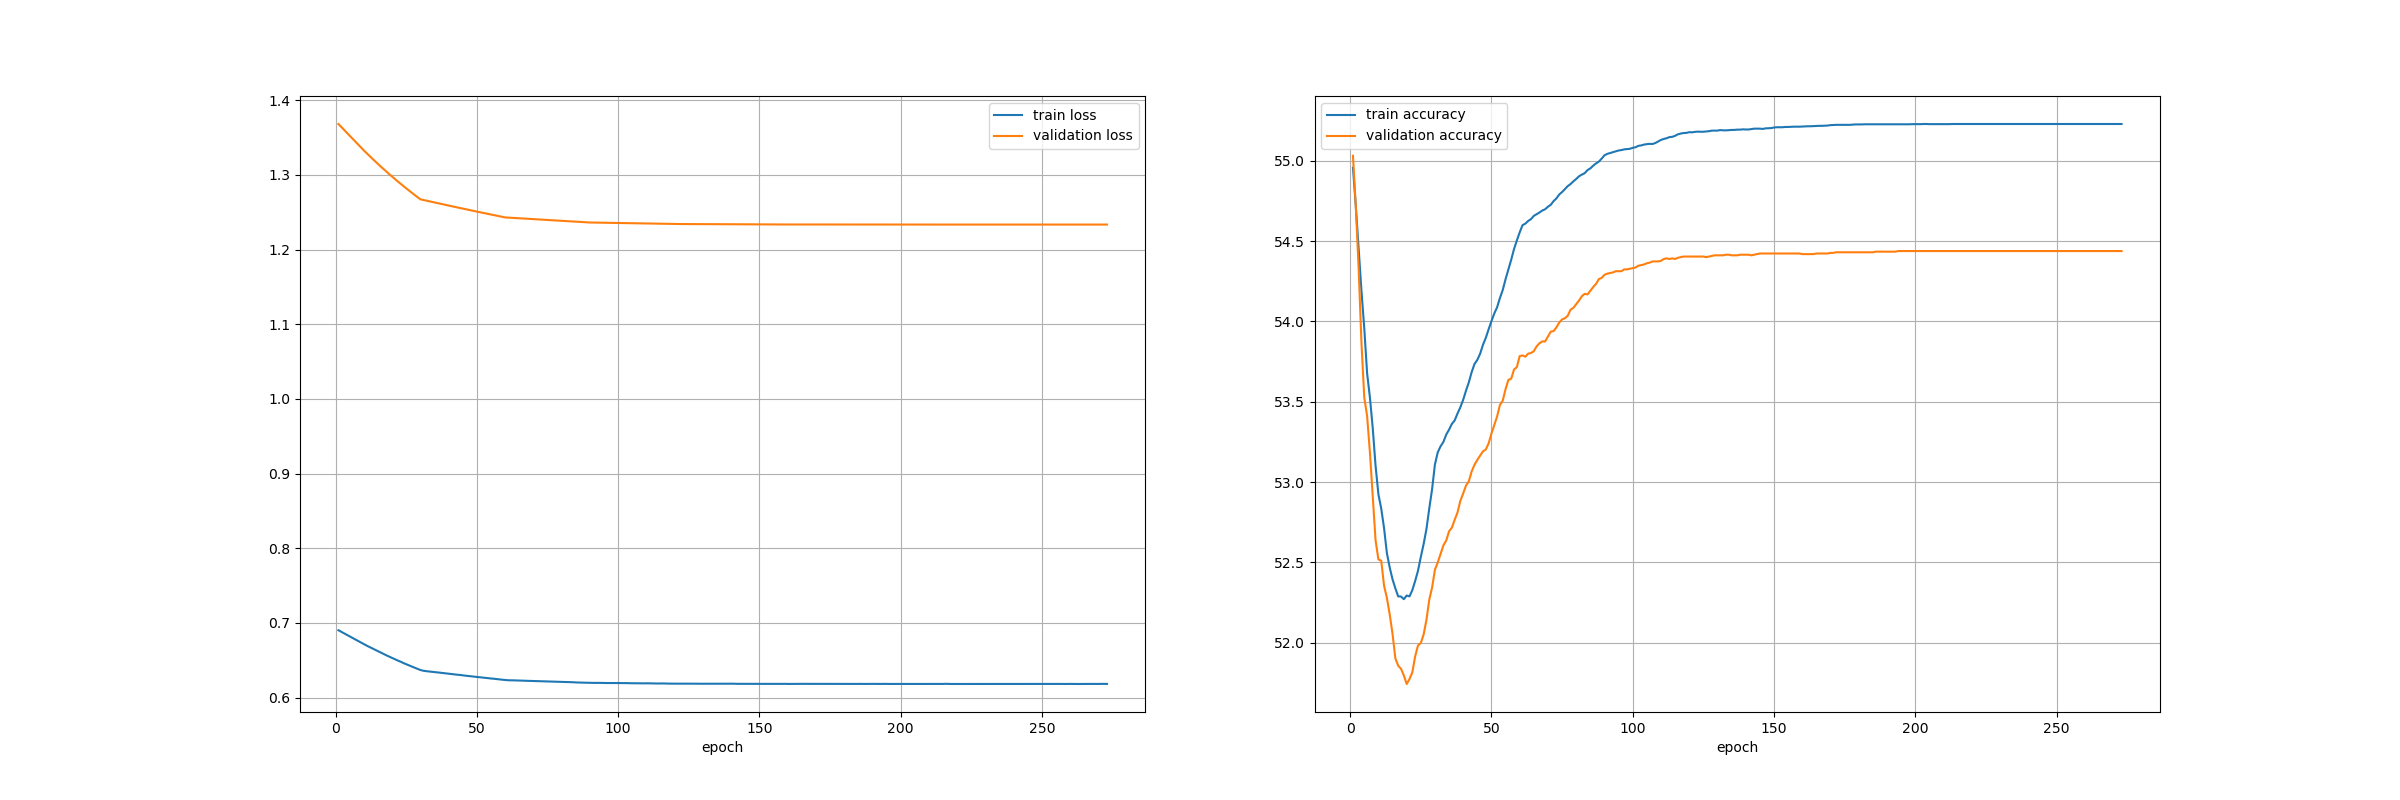 1.4
1.3
1.2
1.1
1.0
0.9
0.8
0.7
0.6
0 50 100 150 200 250
epoch
train loss
validation loss
55.0
54.5
54.0
53.5
53.0
52.5
52.0
0 50 100 150 200 250
epoch
train accuracy
validation accuracy